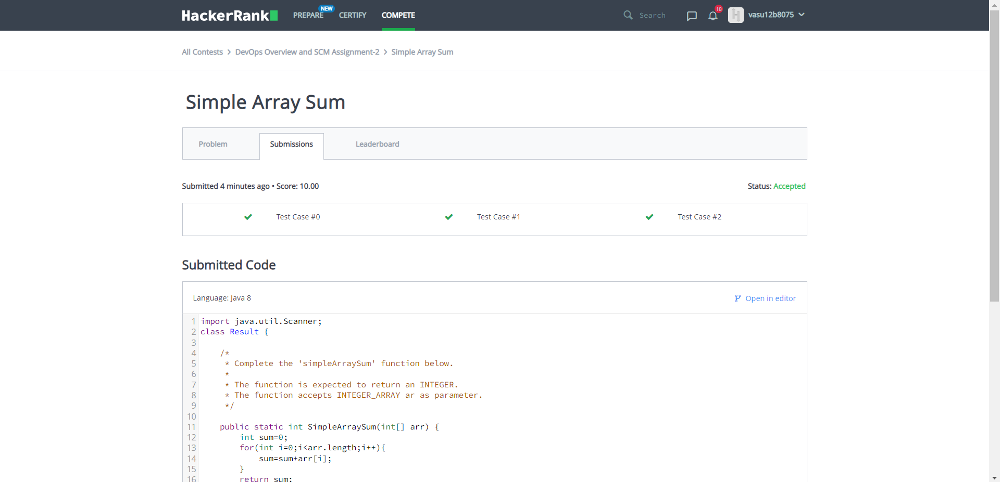 HackerRank PREPARE NEW CERTIFY COMPETE Search 18 vasu12b8075
All Contests > DevOps Overview and SCM Assignment-2 > Simple Array Sum
Simple Array Sum
Problem Submissions Leaderboard
Submitted 4 minutes ago • Score: 10.00 Status: Accepted
Test Case #0 Test Case #1 Test Case #2
Submitted Code
Language: Java 8 Open in editor
1 import java.util.Scanner;
2 class Result {
3
4 /*
5 * Complete the 'simpleArraySum' function below.
6 *
7 * The function is expected to return an INTEGER.
8 * The function accepts INTEGER_ARRAY ar as parameter.
9 */
10
11 public static int SimpleArraySum(int[] arr) {
12 int sum=0;
13 for(int i=0;i<arr.length;i++){
14 sum=sum+arr[i];
15 }
16 return sum;